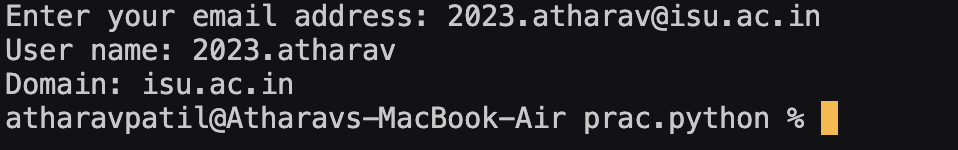 Enter your email address: 2023.atharav@isu.ac.in
User name: 2023.atharav
Domain: isu.ac.in
atharavpatil@Atharavs-MacBook-Air prac.python %